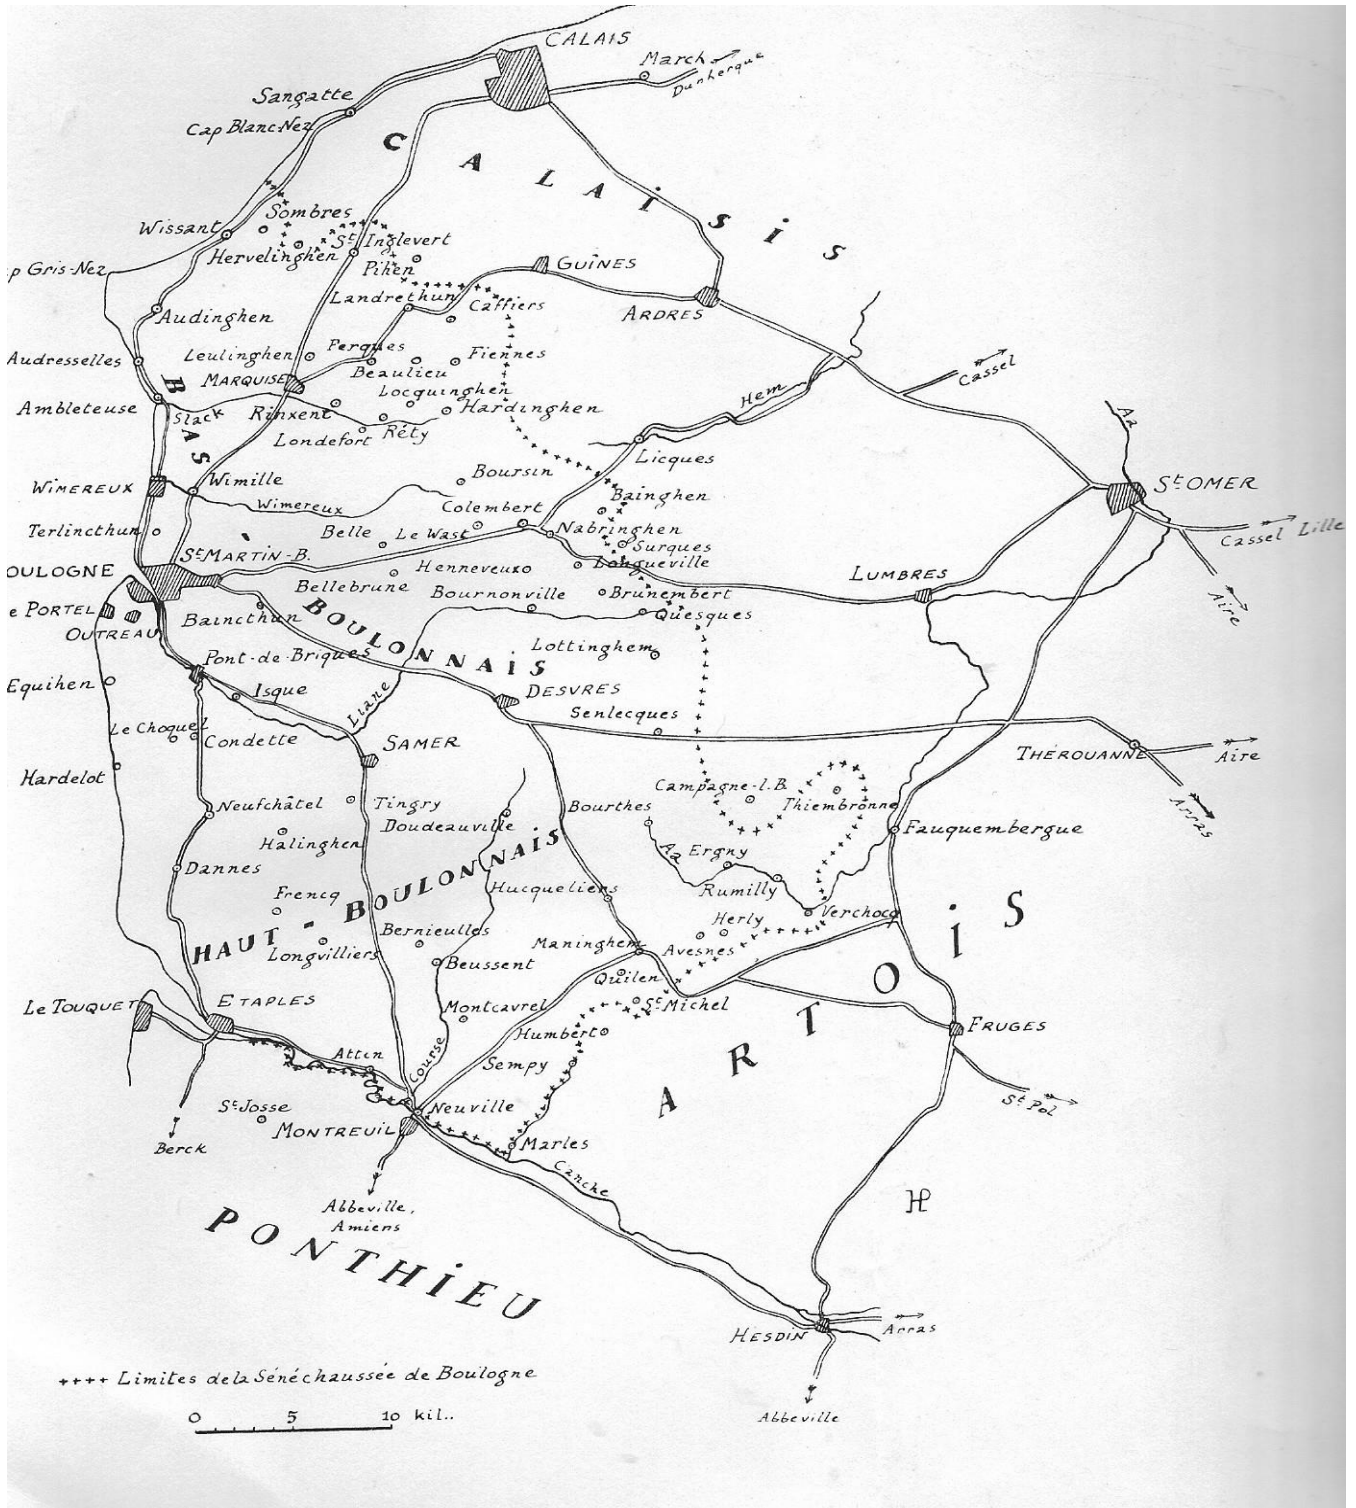 CALAIS
March
Dunkerque
Sangatte
Cap Blanc-Nez
CALAISIS
Sombres
Wissant
Hervelinghen
St Inglevert
Pihen
p Gris-Nez
GUÎNES
Landrethun
Caffiers
ARDRES
Audinghen
Audresselles
Leulinghen
Perques
Fiennes
Beaulieu
MARQUISE
Locquinghen
Cassel
Hem
Ambleteuse
Slack
Rinxent
Hardinghen
Aa
Londefort
Réty
BAS
Licques
Boursin
WIMEREUX
Wimille
St OMER
Wimereux
Bainghen
Colembert
Terlincthun
Belle
Le Wast
Nabringhen
Cassel Lille
St MARTIN-B.
Surques
OULOGNE
Henneveux
Longueville
LUMBRES
Bellebrune
Bournonville
Brunembert
Aire
e PORTEL
Baincthun
Quesques
OUTREAU
BOULONNAIS
Lottinghem
Pont-de-Briques
Equihen
Isque
Liane
DESVRES
Senlecques
Le Choquel
Condette
SAMER
THÉROUANNE
Aire
Hardelot
Campagne-l.B.
Thiembronne
Arras
Neufchâtel
Tingry
Bourthes
Doudeauville
Fauquembergue
Halinghen
Aa
Ergny
Dannes
Rumilly
Hucqueliers
Frencq
Verchocq
HAUT-BOULONNAIS
Herly
Bernieulles
Longvilliers
Maninghem
Avesnes
Beussent
Quilen
ARTOIS
LE TOUQUET
ETAPLES
Montcavrel
St Michel
Humbert
FRUGES
Attin
Course
Sempy
St Josse
Neuville
St Pol
MONTREUIL
Berck
Marles
Canche
Abbeville,
Amiens
PONTHIEU
HESDIN
Arras
++++ Limites de la Sénéchaussée de Boulogne
0 5 10 kil..
Abbeville